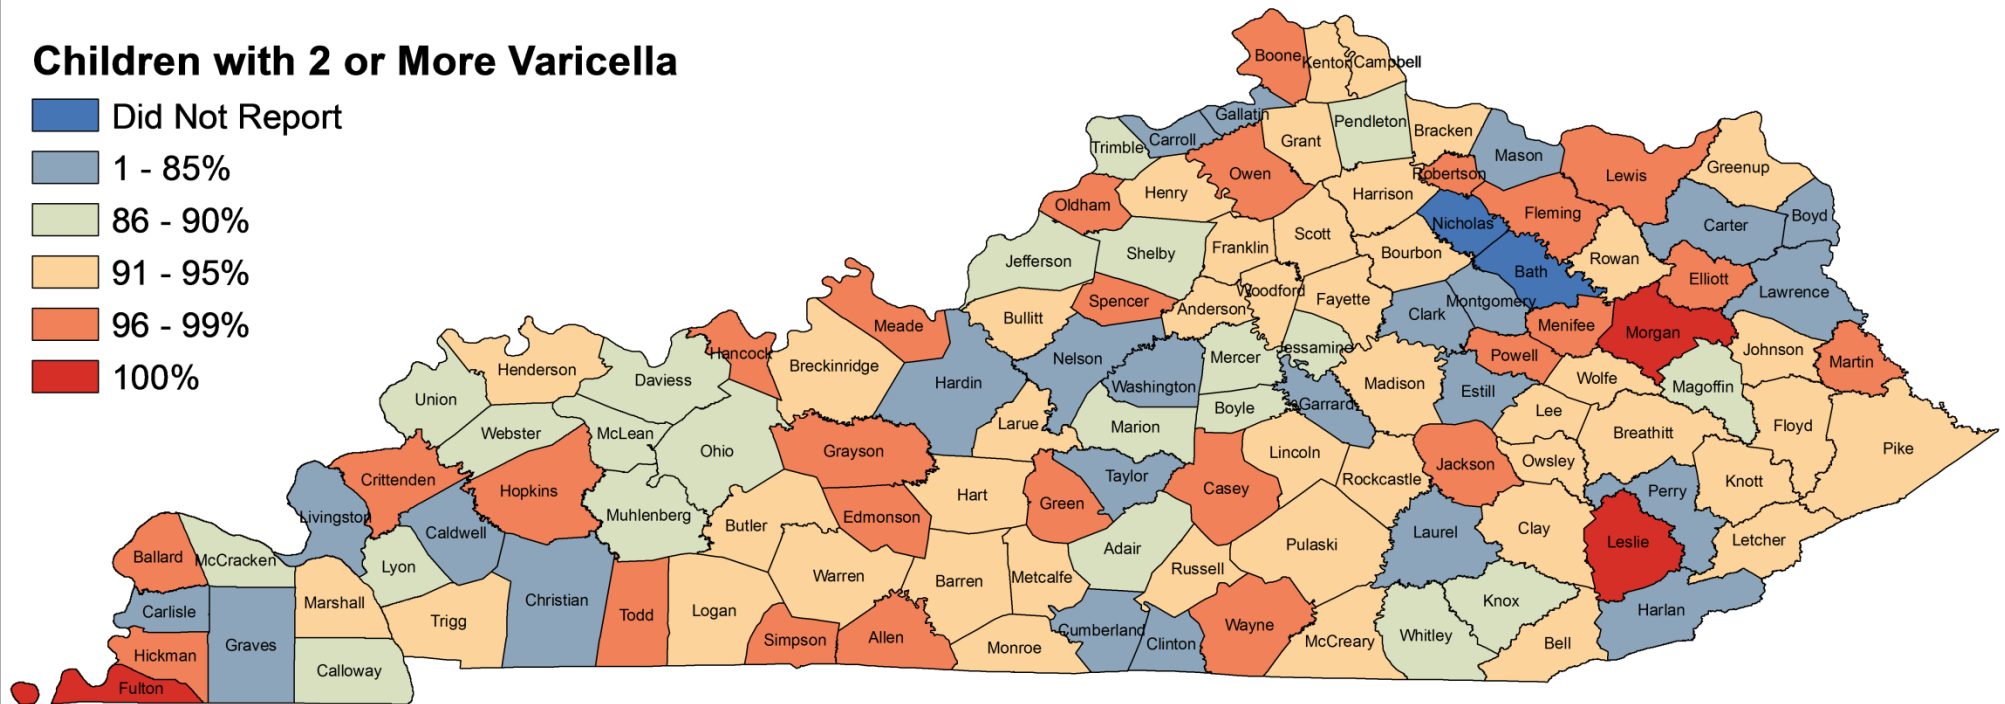 Children with 2 or More Varicella
Did Not Report
1 - 85%
86 - 90%
91 - 95%
96 - 99%
100%
Boone
Kenton
Campbell
Gallatin
Pendleton
Trimble
Carroll
Grant
Bracken
Mason
Owen
Robertson
Lewis
Greenup
Henry
Harrison
Oldham
Nicholas
Fleming
Carter
Boyd
Jefferson
Shelby
Franklin
Scott
Bourbon
Bath
Rowan
Elliott
Lawrence
Spencer
Woodford
Fayette
Montgomery
Bullitt
Anderson
Clark
Menifee
Morgan
Meade
Jessamine
Powell
Johnson
Martin
Hancock
Breckinridge
Nelson
Mercer
Henderson
Daviess
Hardin
Washington
Madison
Estill
Wolfe
Magoffin
Union
Boyle
Garrard
Lee
Webster
McLean
Larue
Marion
Breathitt
Floyd
Pike
Ohio
Grayson
Lincoln
Crittenden
Taylor
Jackson
Owsley
Hopkins
Hart
Green
Casey
Rockcastle
Perry
Knott
Livingston
Muhlenberg
Butler
Edmonson
Caldwell
Laurel
Clay
Leslie
Letcher
Ballard
McCracken
Lyon
Adair
Pulaski
Warren
Barren
Metcalfe
Russell
Carlisle
Marshall
Christian
Todd
Logan
Knox
Harlan
Graves
Trigg
Simpson
Allen
Cumberland
Clinton
Wayne
McCreary
Whitley
Bell
Hickman
Calloway
Monroe
Fulton